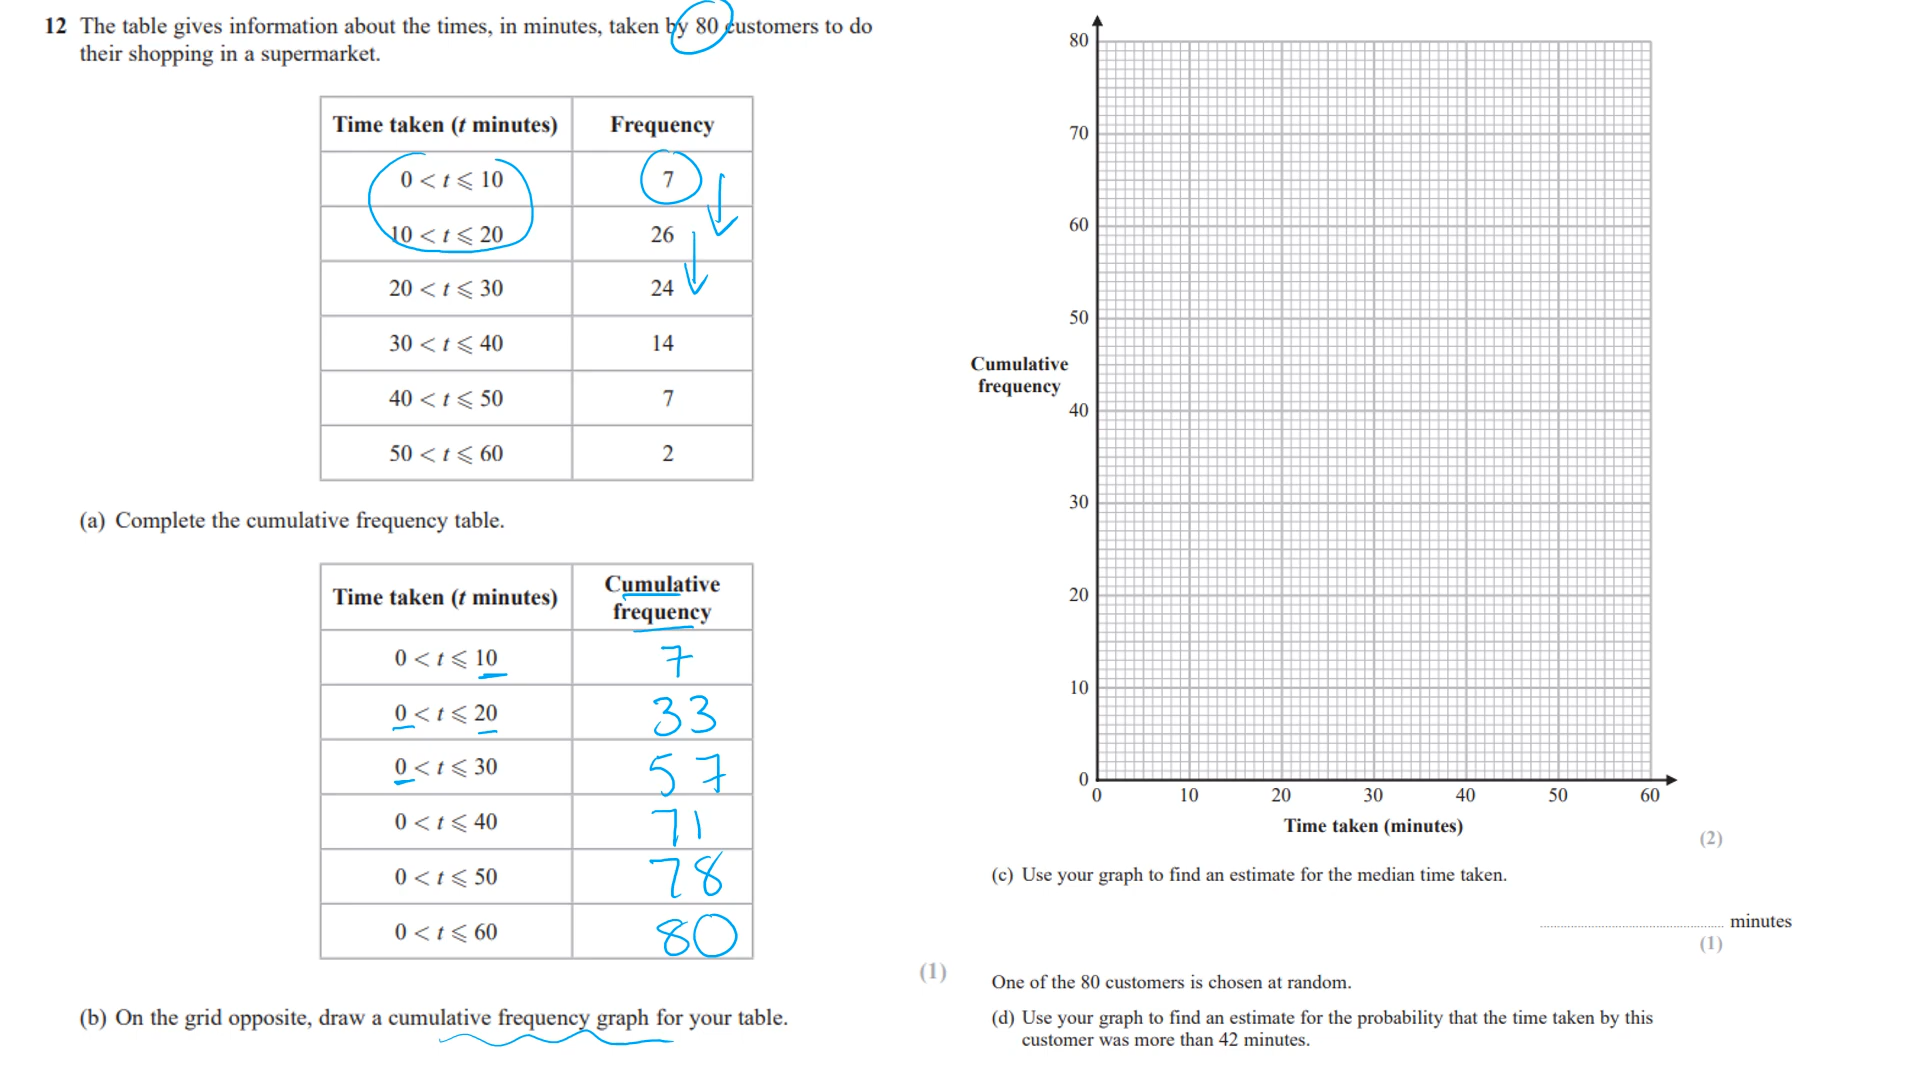 12 The table gives information about the times, in minutes, taken by 80 customers to do
their shopping in a supermarket.
Time taken (t minutes) Frequency
0 < t ⩽ 10 7
10 < t ⩽ 20 26
20 < t ⩽ 30 24
30 < t ⩽ 40 14
40 < t ⩽ 50 7
50 < t ⩽ 60 2
(a) Complete the cumulative frequency table.
Time taken (t minutes) Cumulative
frequency
0 < t ⩽ 10 7
0 < t ⩽ 20 33
0 < t ⩽ 30 57
0 < t ⩽ 40 71
0 < t ⩽ 50 78
0 < t ⩽ 60 80
(1)
(b) On the grid opposite, draw a cumulative frequency graph for your table.
80
70
60
50
Cumulative
frequency
40
30
20
10
0
0 10 20 30 40 50 60
Time taken (minutes)
(2)
(c) Use your graph to find an estimate for the median time taken.
minutes
(1)
One of the 80 customers is chosen at random.
(d) Use your graph to find an estimate for the probability that the time taken by this
customer was more than 42 minutes.